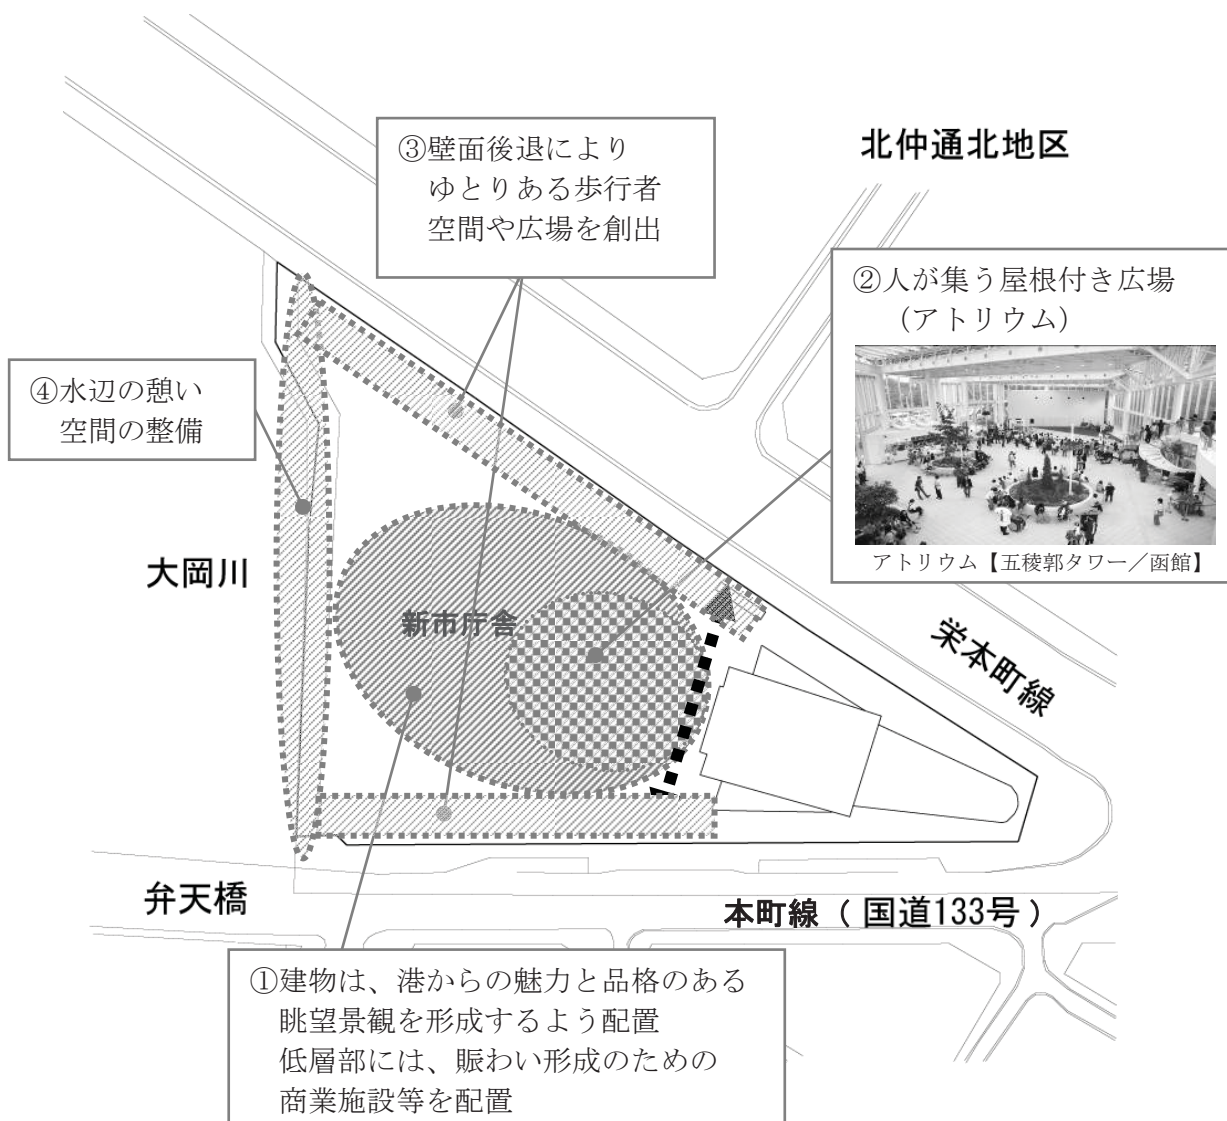 北仲通北地区
③壁面後退により
ゆとりある歩行者
空間や広場を創出
②人が集う屋根付き広場
（アトリウム）
アトリウム【五稜郭タワー／函館】
④水辺の憩い
空間の整備
大岡川
新市庁舎
栄本町線
弁天橋
本町線（国道133号）
①建物は、港からの魅力と品格のある
眺望景観を形成するよう配置
低層部には、賑わい形成のための
商業施設等を配置